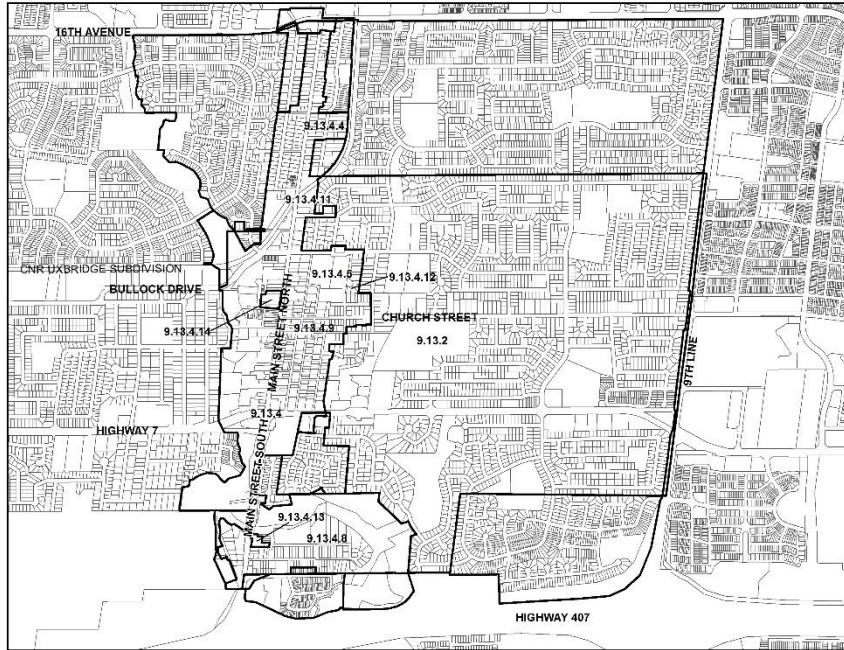 16TH AVENUE
9.13.4.4
9.13.4.11
CNR UXBRIDGE SUBDIVISION
9.13.4.5
9.13.4.12
BULLOCK DRIVE
MAIN STREET NORTH
9.13.4.14
9.13.4.9
CHURCH STREET
9.13.2
9TH LINE
9.13.4
HIGHWAY 7
MAIN STREET SOUTH
9.13.4.13
9.13.4.8
HIGHWAY 407